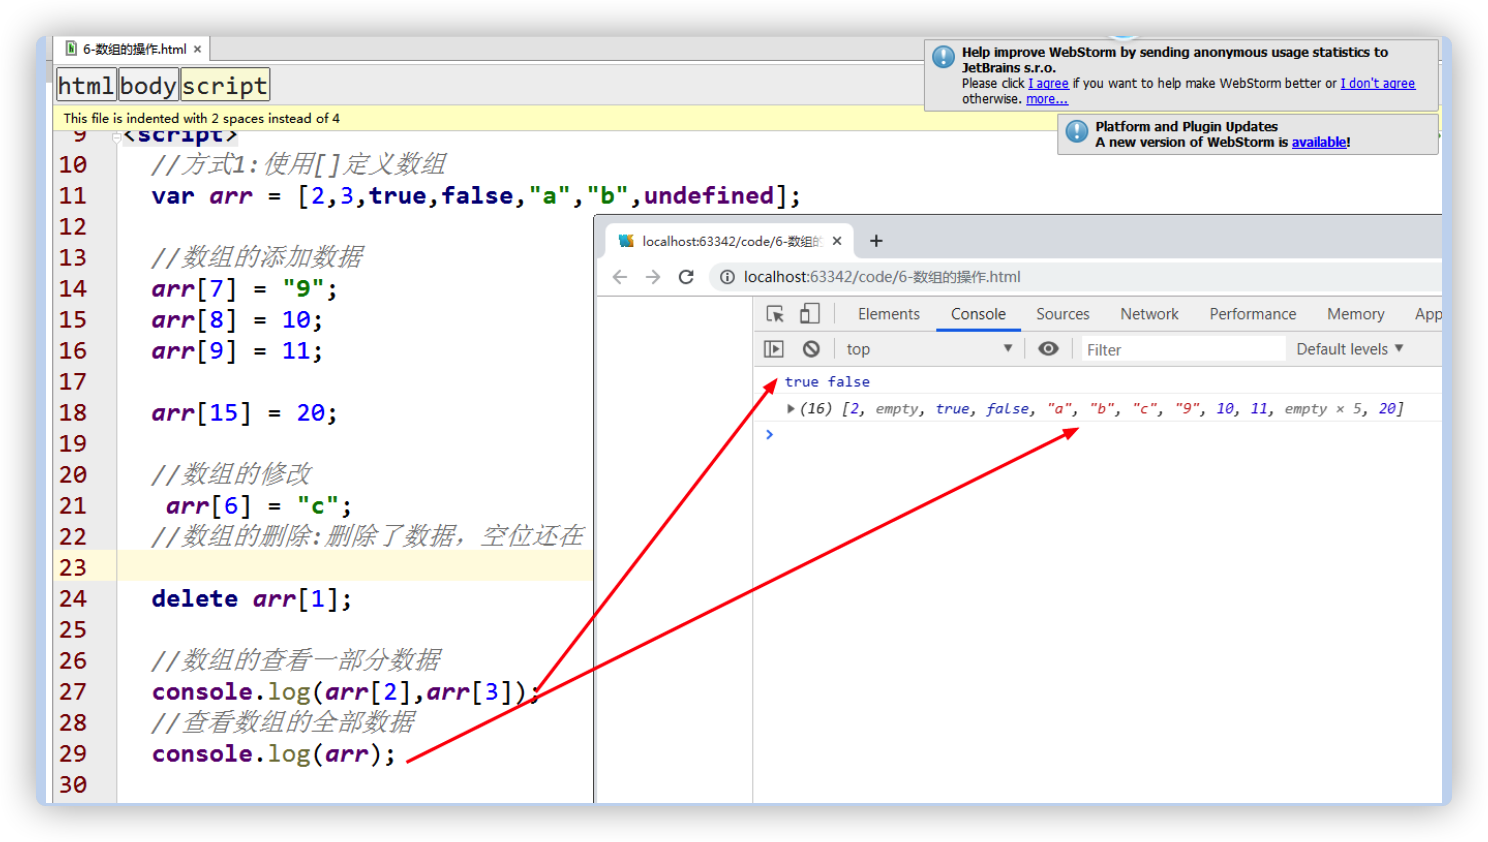 6-数组的操作.html ×
Help improve WebStorm by sending anonymous usage statistics to
JetBrains s.r.o.
Please click I agree if you want to help make WebStorm better or I don't agree
otherwise. more...
html body script
This file is indented with 2 spaces instead of 4
Platform and Plugin Updates
A new version of WebStorm is available!
9 <script>
10 //方式1:使用[]定义数组
11 var arr = [2,3,true,false,"a","b",undefined];
12
13 //数组的添加数据
14 arr[7] = "9";
15 arr[8] = 10;
16 arr[9] = 11;
17
18 arr[15] = 20;
19
20 //数组的修改
21 arr[6] = "c";
22 //数组的删除:删除了数据，空位还在
23
24 delete arr[1];
25
26 //数组的查看一部分数据
27 console.log(arr[2],arr[3]);
28 //查看数组的全部数据
29 console.log(arr);
30
localhost:63342/code/6-数组的 × +
localhost:63342/code/6-数组的操作.html
Elements Console Sources Network Performance Memory App
top Filter Default levels
true false
(16) [2, empty, true, false, "a", "b", "c", "9", 10, 11, empty × 5, 20]